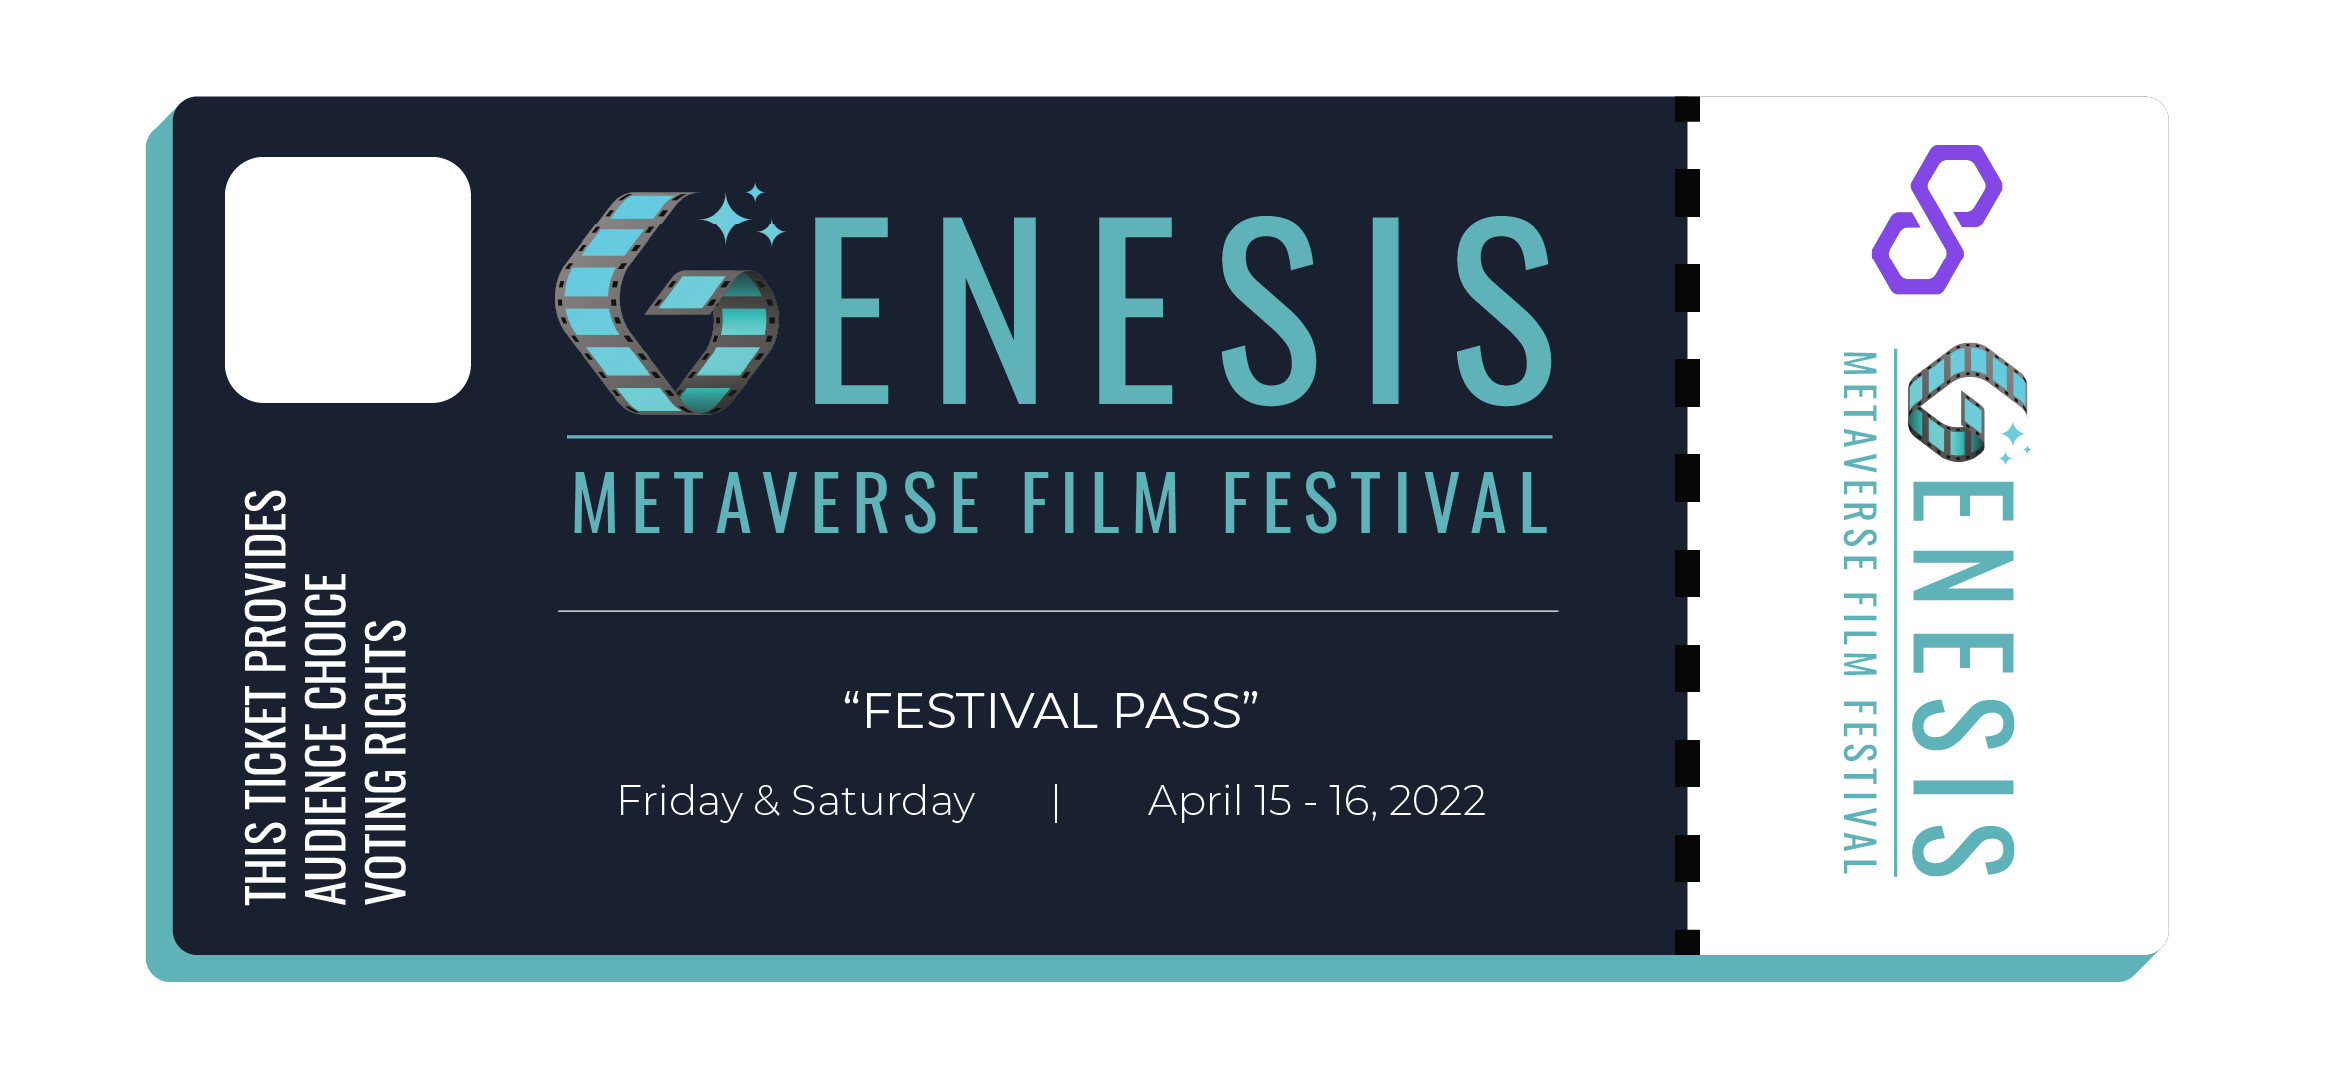 THIS TICKET PROVIDES
AUDIENCE CHOICE
VOTING RIGHTS
GENESIS
METAVERSE FILM FESTIVAL
“FESTIVAL PASS”
Friday & Saturday | April 15 - 16, 2022
GENESIS
METAVERSE FILM FESTIVAL